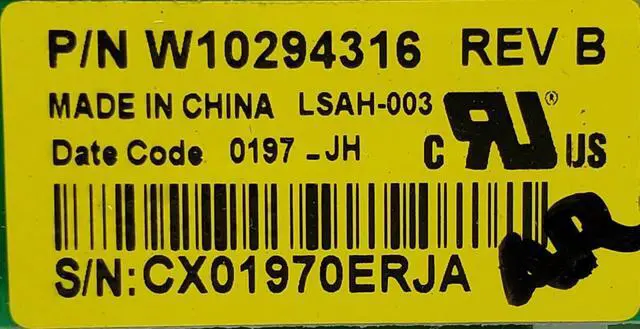 P/N W10294316 REV B
MADE IN CHINA LSAH-003
Date Code 0197 -JH C RU® US
S/N:CX01970ERJA